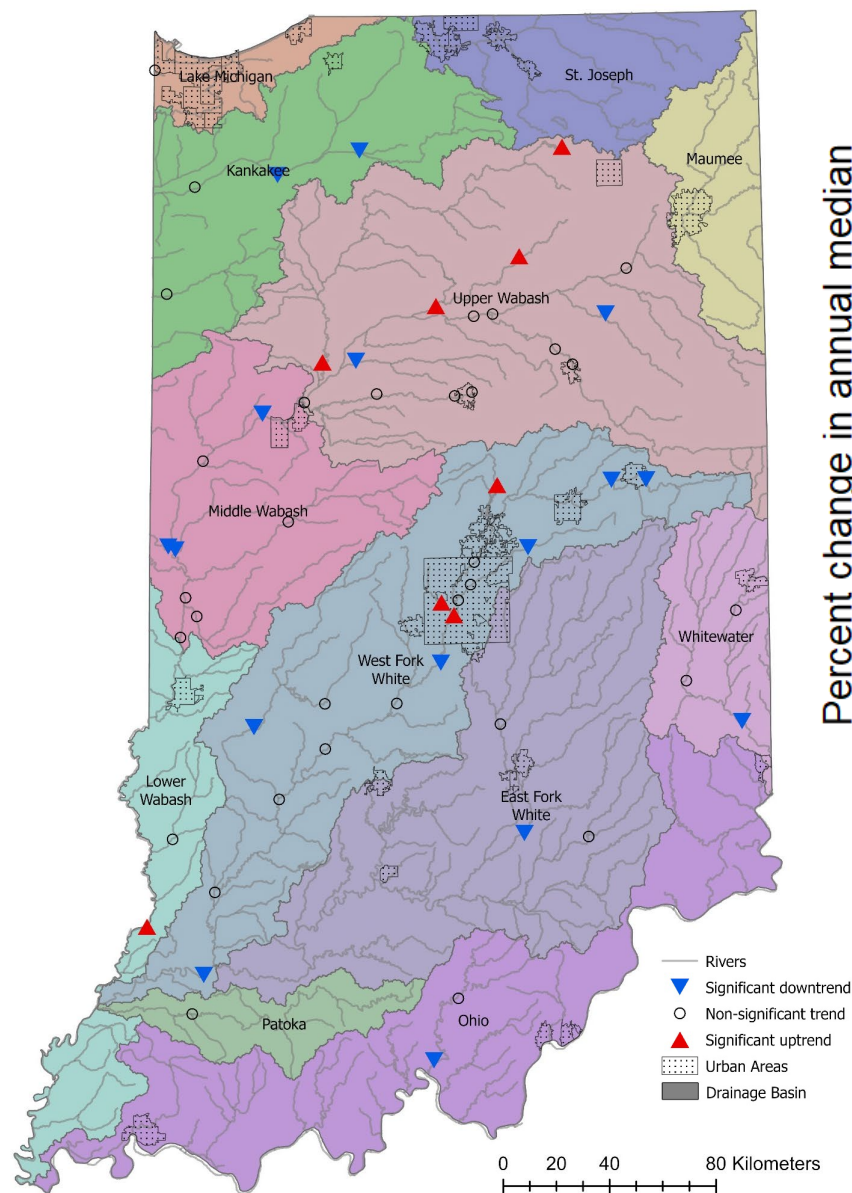 Lake Michigan
St. Joseph
Maumee
Kankakee
Upper Wabash
Middle Wabash
Whitewater
West Fork
White
Lower
Wabash
East Fork
White
Patoka
Ohio
Percent change in annual median
Rivers
Significant downtrend
Non-significant trend
Significant uptrend
Urban Areas
Drainage Basin
0 20 40 80 Kilometers